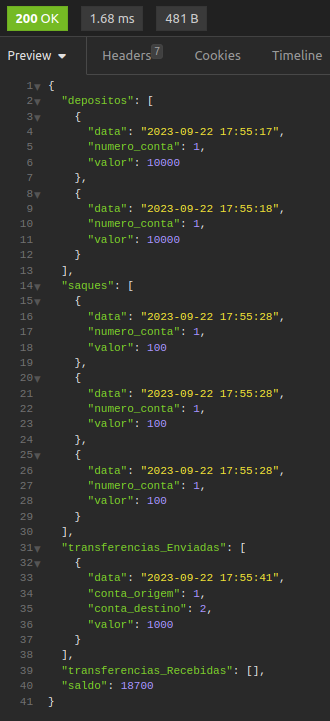 200 OK 1.68 ms 481 B
Preview Headers 7 Cookies Timeline
1 {
2 "depositos": [
3 {
4 "data": "2023-09-22 17:55:17",
5 "numero_conta": 1,
6 "valor": 10000
7 },
8 {
9 "data": "2023-09-22 17:55:18",
10 "numero_conta": 1,
11 "valor": 10000
12 }
13 ],
14 "saques": [
15 {
16 "data": "2023-09-22 17:55:28",
17 "numero_conta": 1,
18 "valor": 100
19 },
20 {
21 "data": "2023-09-22 17:55:28",
22 "numero_conta": 1,
23 "valor": 100
24 },
25 {
26 "data": "2023-09-22 17:55:28",
27 "numero_conta": 1,
28 "valor": 100
29 }
30 ],
31 "transferencias_Enviadas": [
32 {
33 "data": "2023-09-22 17:55:41",
34 "conta_origem": 1,
35 "conta_destino": 2,
36 "valor": 1000
37 }
38 ],
39 "transferencias_Recebidas": [],
40 "saldo": 18700
41 }